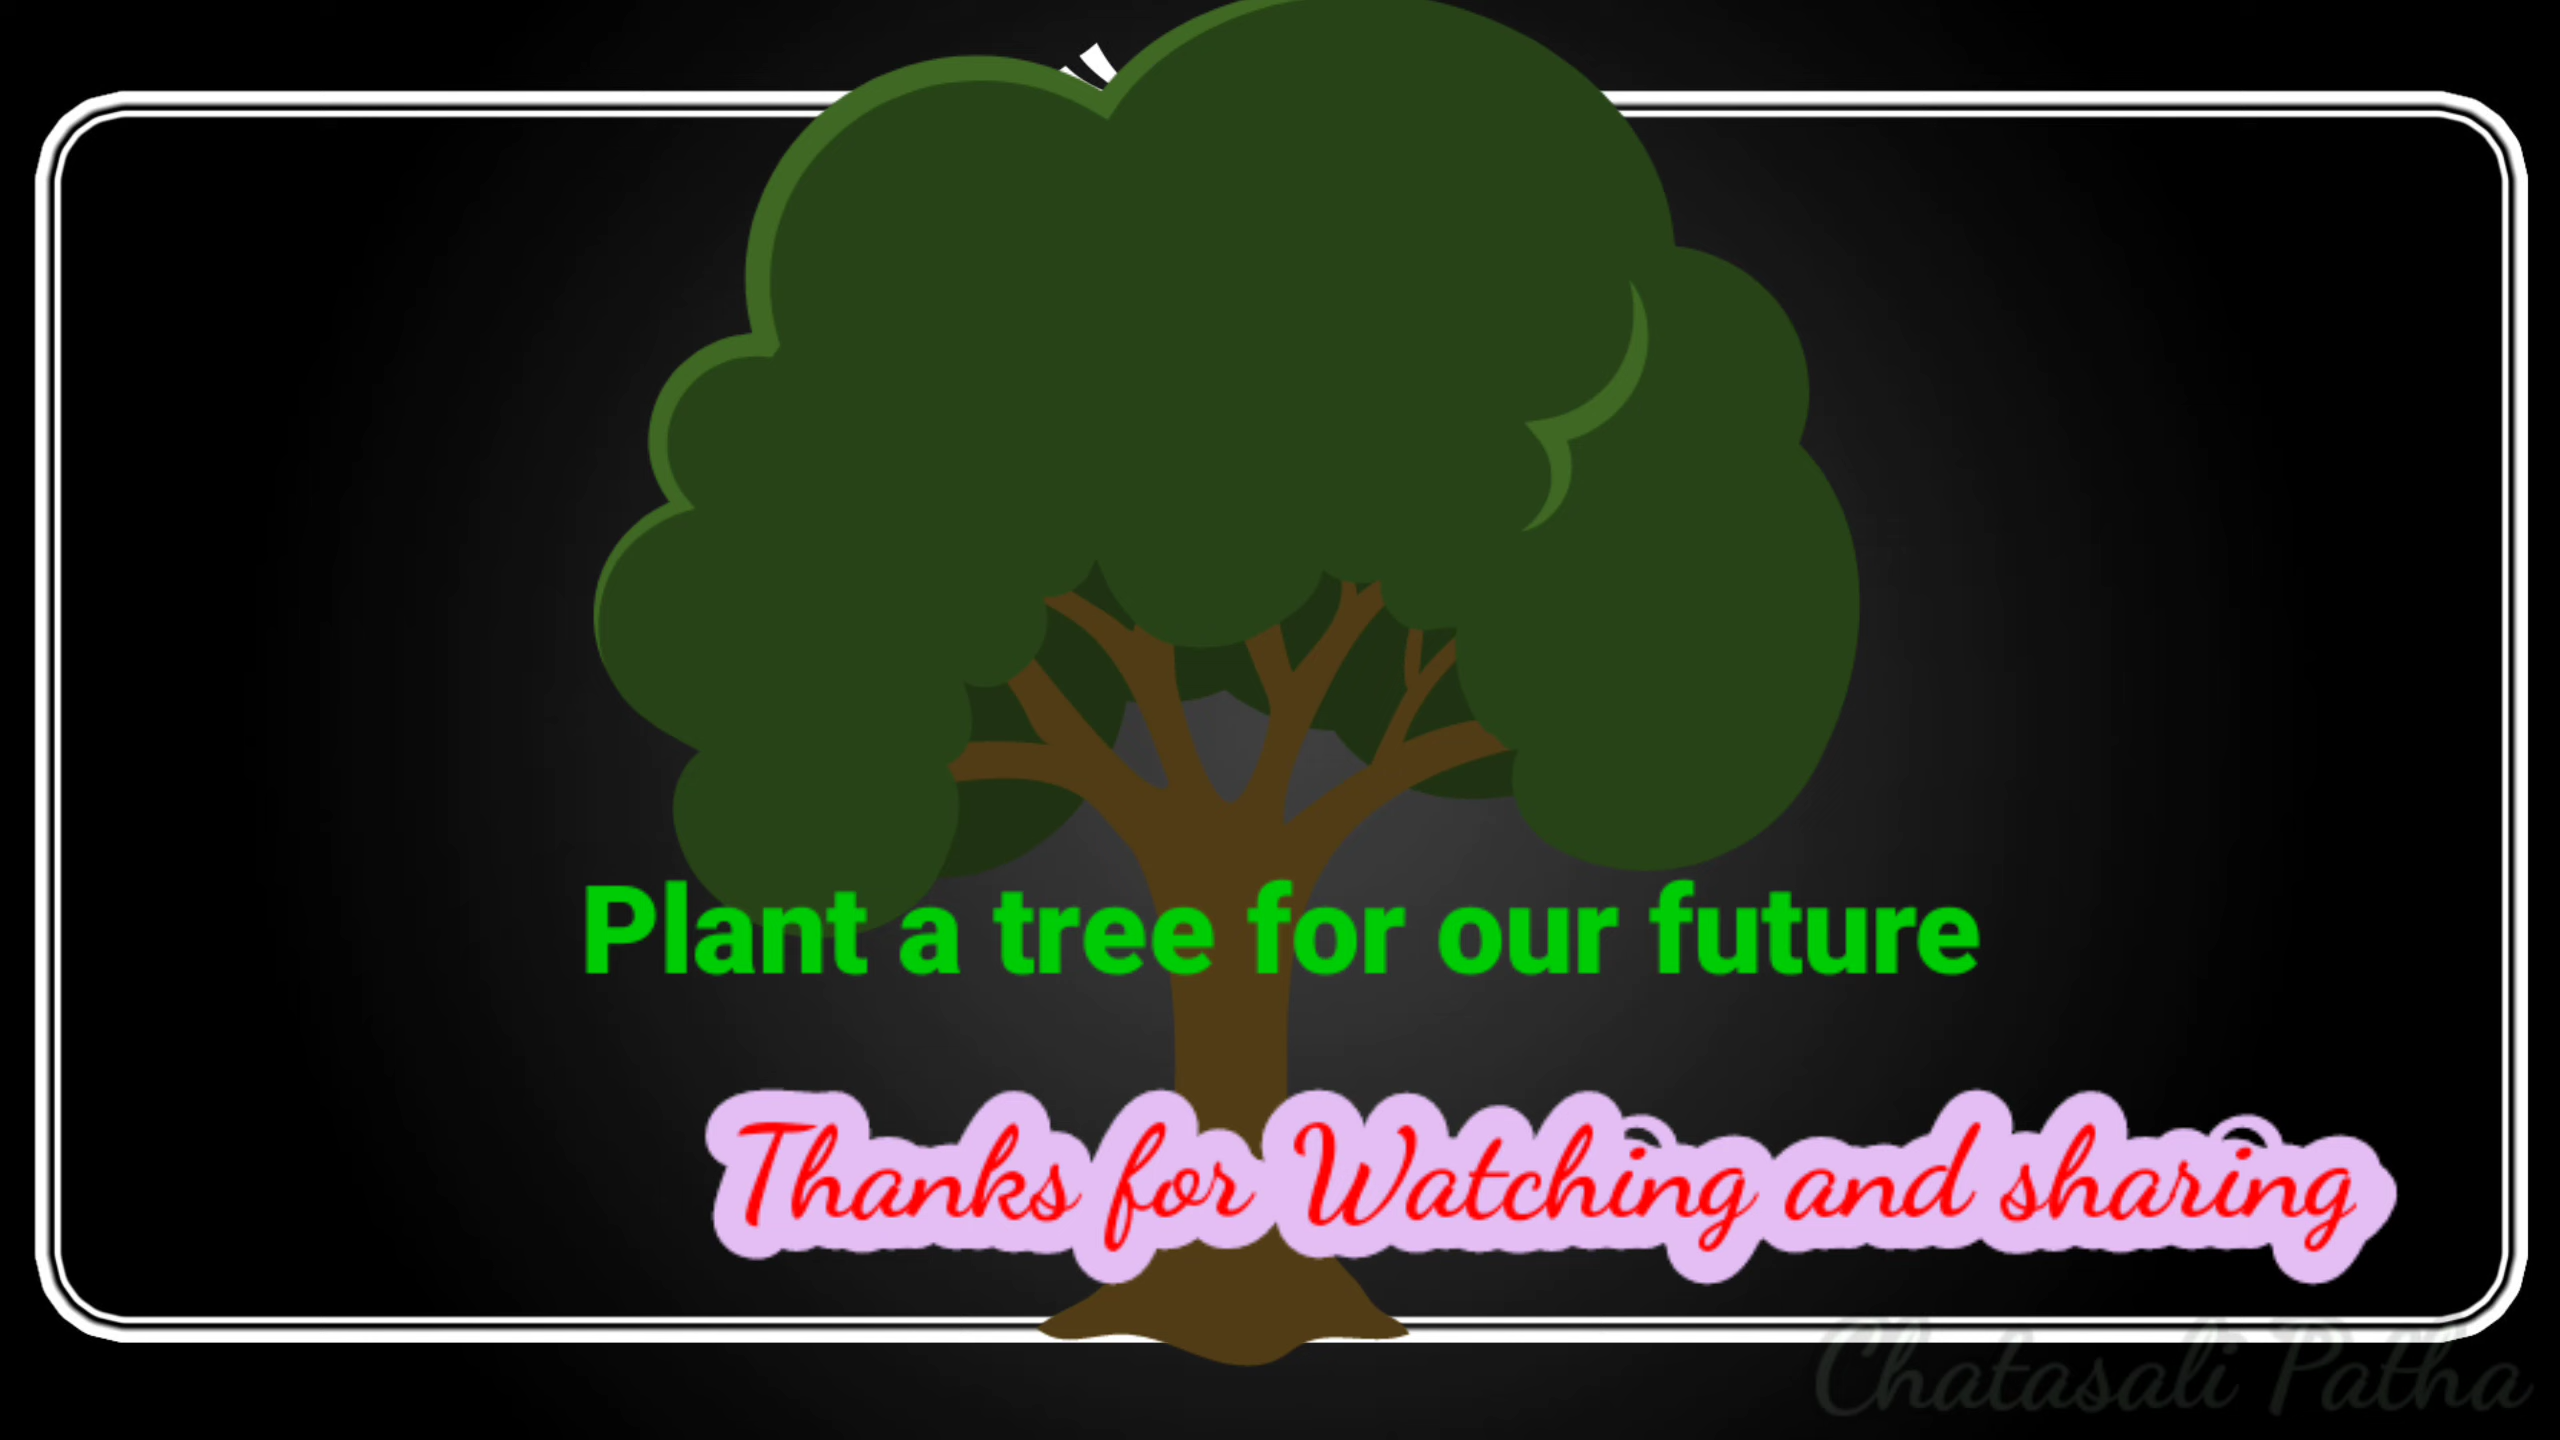 Plant a tree for our future
Thanks for Watching and sharing
Chatasali Patha